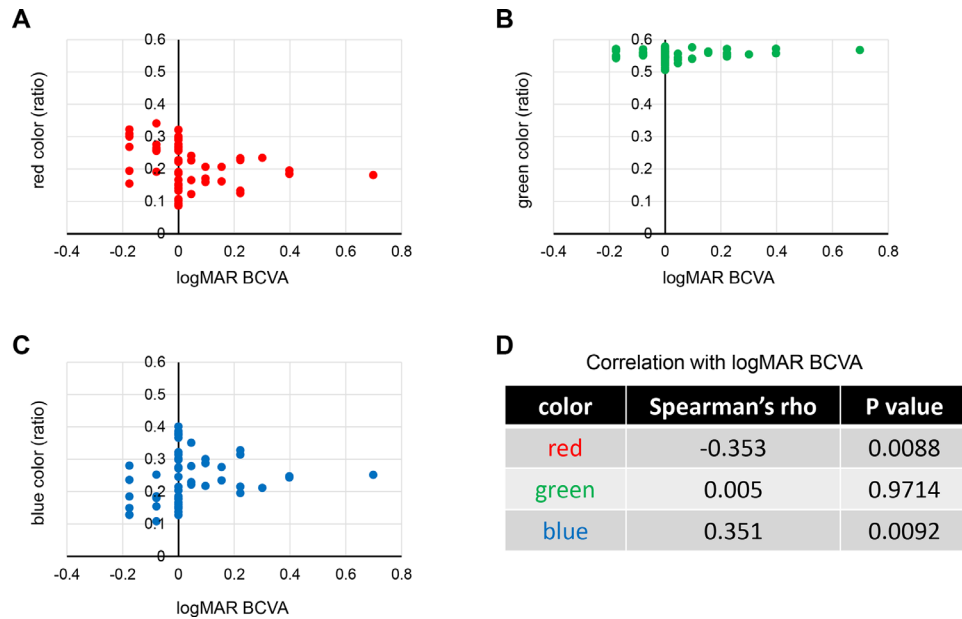 A
red color (ratio)
0.6
0.5
0.4
0.3
0.2
0.1
0
-0.4 -0.2 0 0.2 0.4 0.6 0.8
logMAR BCVA
B
green color (ratio)
0.6
0.5
0.4
0.3
0.2
0.1
0
-0.4 -0.2 0 0.2 0.4 0.6 0.8
logMAR BCVA
C
blue color (ratio)
0.6
0.5
0.4
0.3
0.2
0.1
0
-0.4 -0.2 0 0.2 0.4 0.6 0.8
logMAR BCVA
D
Correlation with logMAR BCVA
color Spearman’s rho P value
red -0.353 0.0088
green 0.005 0.9714
blue 0.351 0.0092